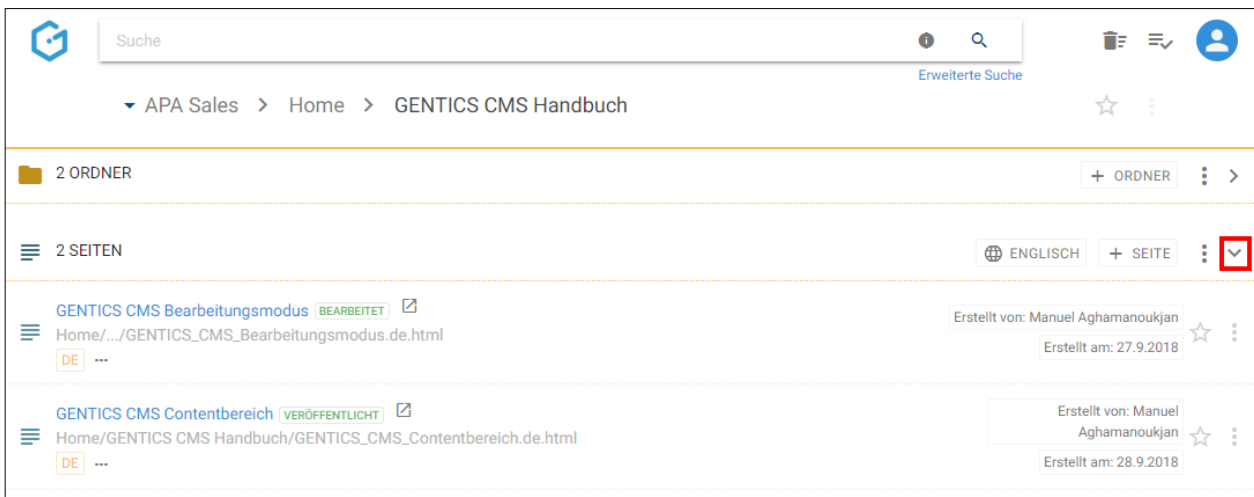 Suche
Erweiterte Suche
APA Sales > Home > GENTICS CMS Handbuch
2 ORDNER
+ ORDNER
2 SEITEN
ENGLISCH
+ SEITE
GENTICS CMS Bearbeitungsmodus BEARBEITET
Home/.../GENTICS_CMS_Bearbeitungsmodus.de.html
DE ...
Erstellt von: Manuel Aghamanoukjan
Erstellt am: 27.9.2018
GENTICS CMS Contentbereich VERÖFFENTLICHT
Home/GENTICS CMS Handbuch/GENTICS_CMS_Contentbereich.de.html
DE ...
Erstellt von: Manuel
Aghamanoukjan
Erstellt am: 28.9.2018